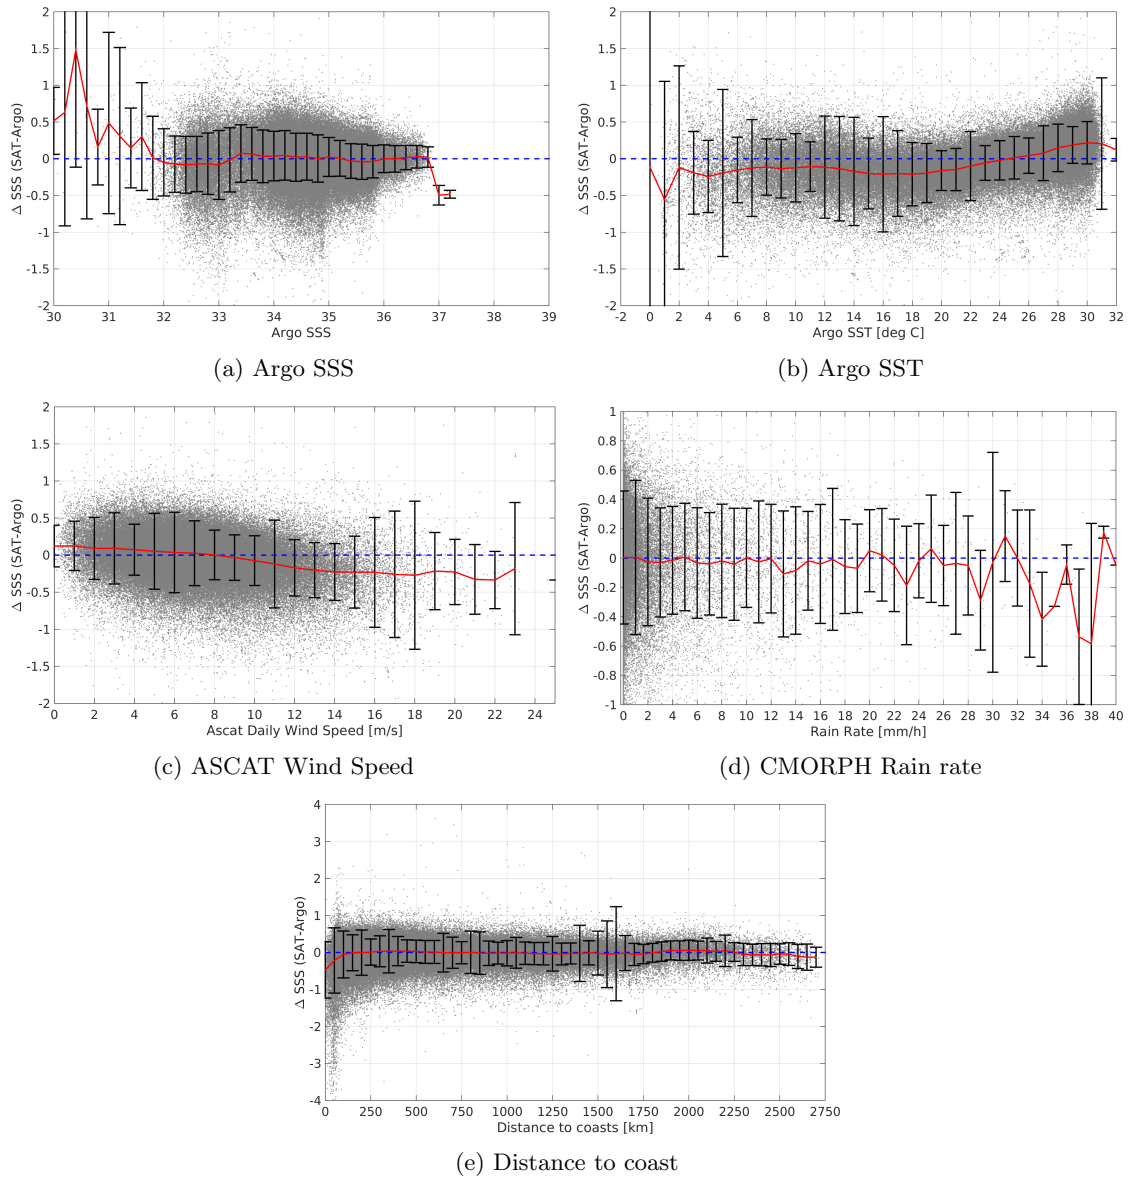 2
1.5
1
0.5
0
-0.5
-1
-1.5
-2
Δ SSS (SAT-Argo)
30 31 32 33 34 35 36 37 38 39
Argo SSS
(a) Argo SSS
2
1.5
1
0.5
0
-0.5
-1
-1.5
-2
Δ SSS (SAT-Argo)
-2 0 2 4 6 8 10 12 14 16 18 20 22 24 26 28 30 32
Argo SST [deg C]
(b) Argo SST
2
1.5
1
0.5
0
-0.5
-1
-1.5
-2
Δ SSS (SAT-Argo)
0 2 4 6 8 10 12 14 16 18 20 22 24
Ascat Daily Wind Speed [m/s]
(c) ASCAT Wind Speed
1
0.8
0.6
0.4
0.2
0
-0.2
-0.4
-0.6
-0.8
-1
Δ SSS (SAT-Argo)
0 2 4 6 8 10 12 14 16 18 20 22 24 26 28 30 32 34 36 38 40
Rain Rate [mm/h]
(d) CMORPH Rain rate
4
3
2
1
0
-1
-2
-3
-4
Δ SSS (SAT-Argo)
0 250 500 750 1000 1250 1500 1750 2000 2250 2500 2750
Distance to coasts [km]
(e) Distance to coast